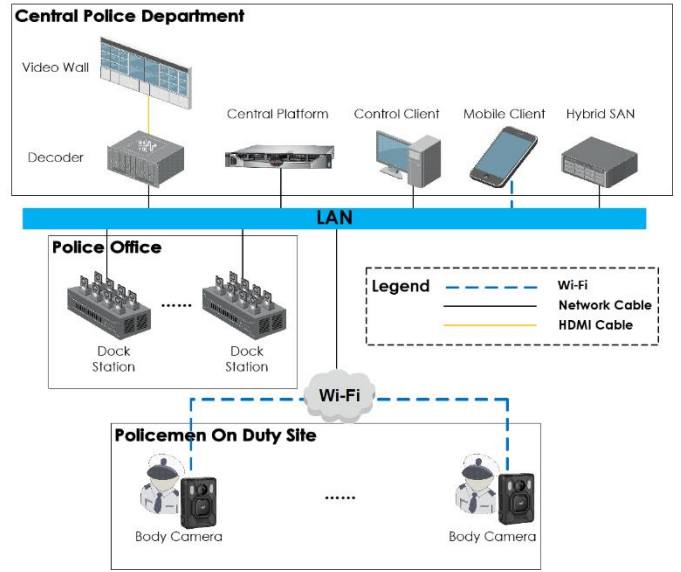 Central Police Department
Video Wall
Central Platform
Control Client
Mobile Client
Hybrid SAN
Decoder
LAN
Police Office
......
Dock
Station
Dock
Station
Legend
Wi-Fi
Network Cable
HDMI Cable
Wi-Fi
Policemen On Duty Site
......
Body Camera
Body Camera